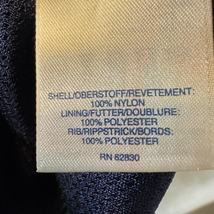 SHELL/OBERSTOFF/REVETEMENT:
100% NYLON
LINING/FUTTER/DOUBLURE:
100% POLYESTER
RIB/RIPPSTRICK/BORDS:
100% POLYESTER
RN 62830